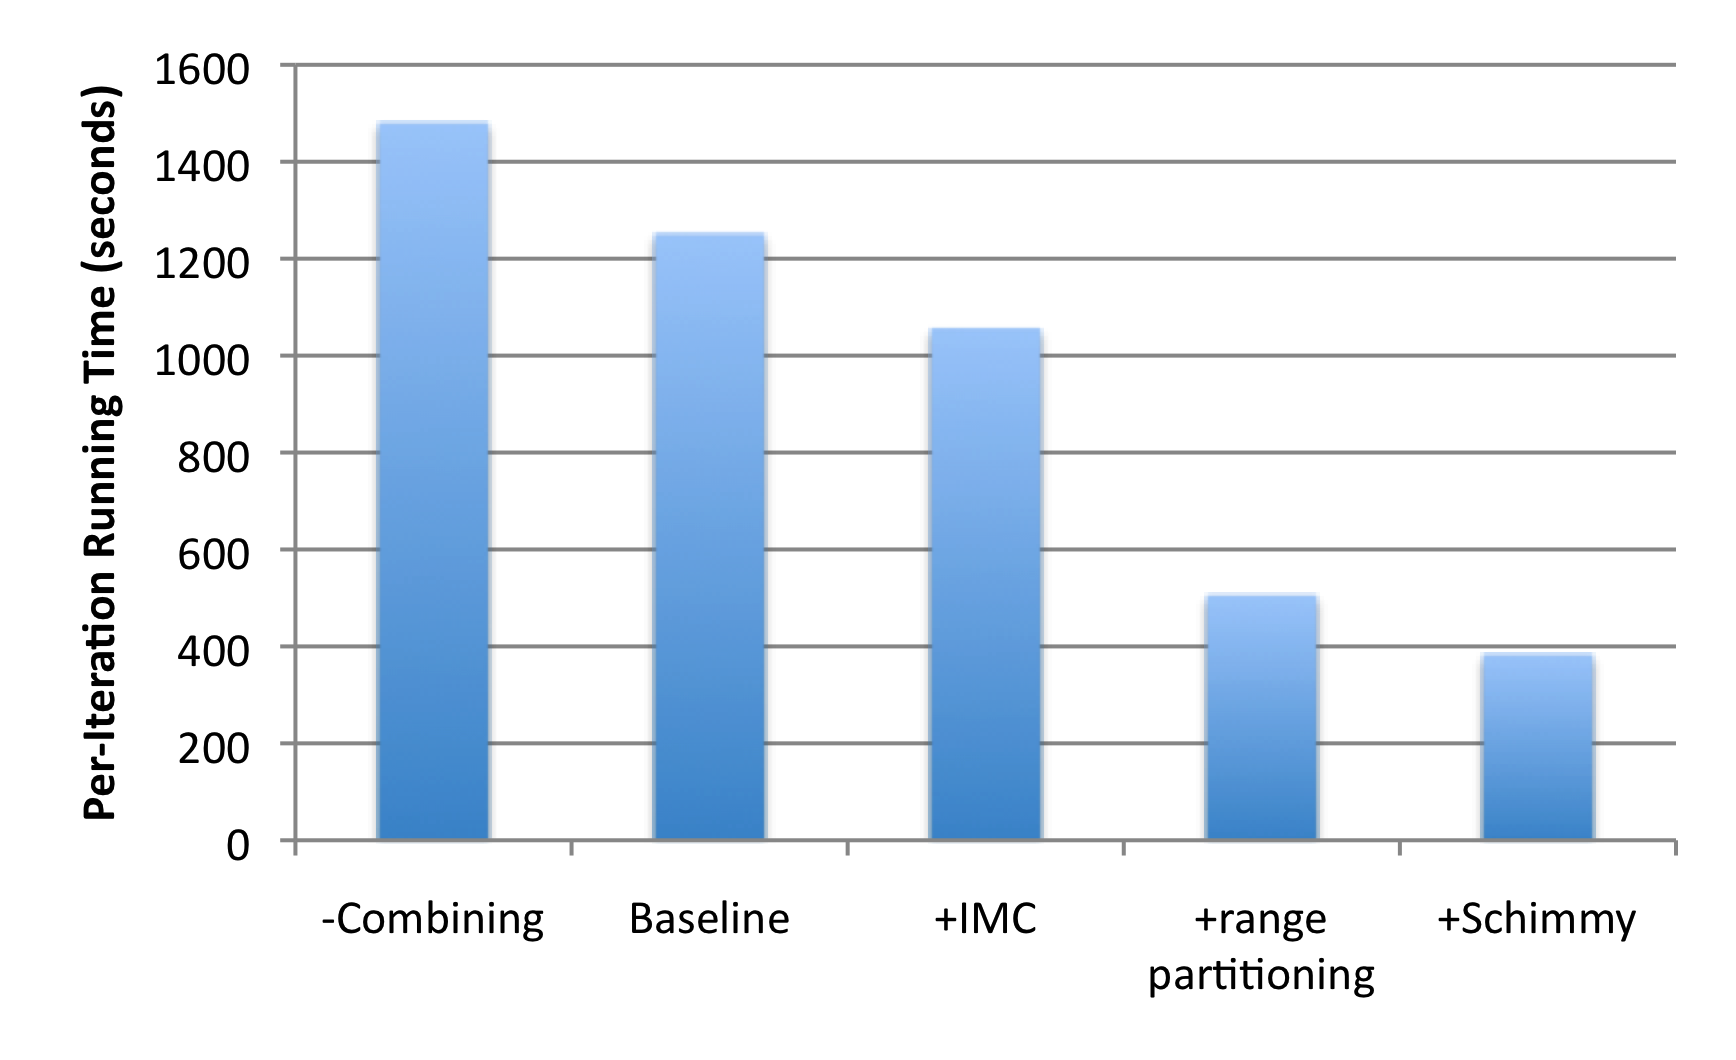 Per-Iteration Running Time (seconds)
1600
1400
1200
1000
800
600
400
200
0
-Combining
Baseline
+IMC
+range
partitioning
+Schimmy